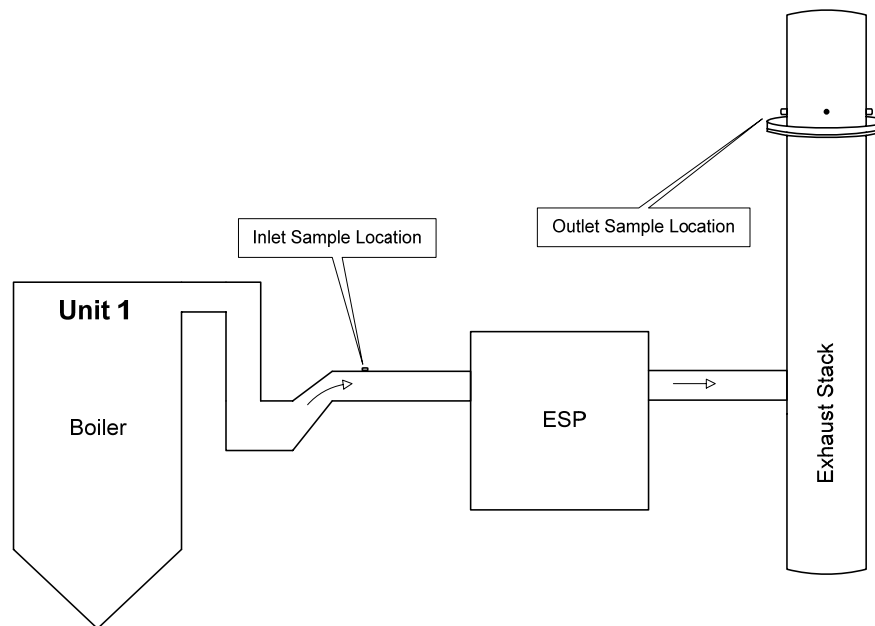 Outlet Sample Location
Inlet Sample Location
Unit 1
Boiler
ESP
Exhaust Stack